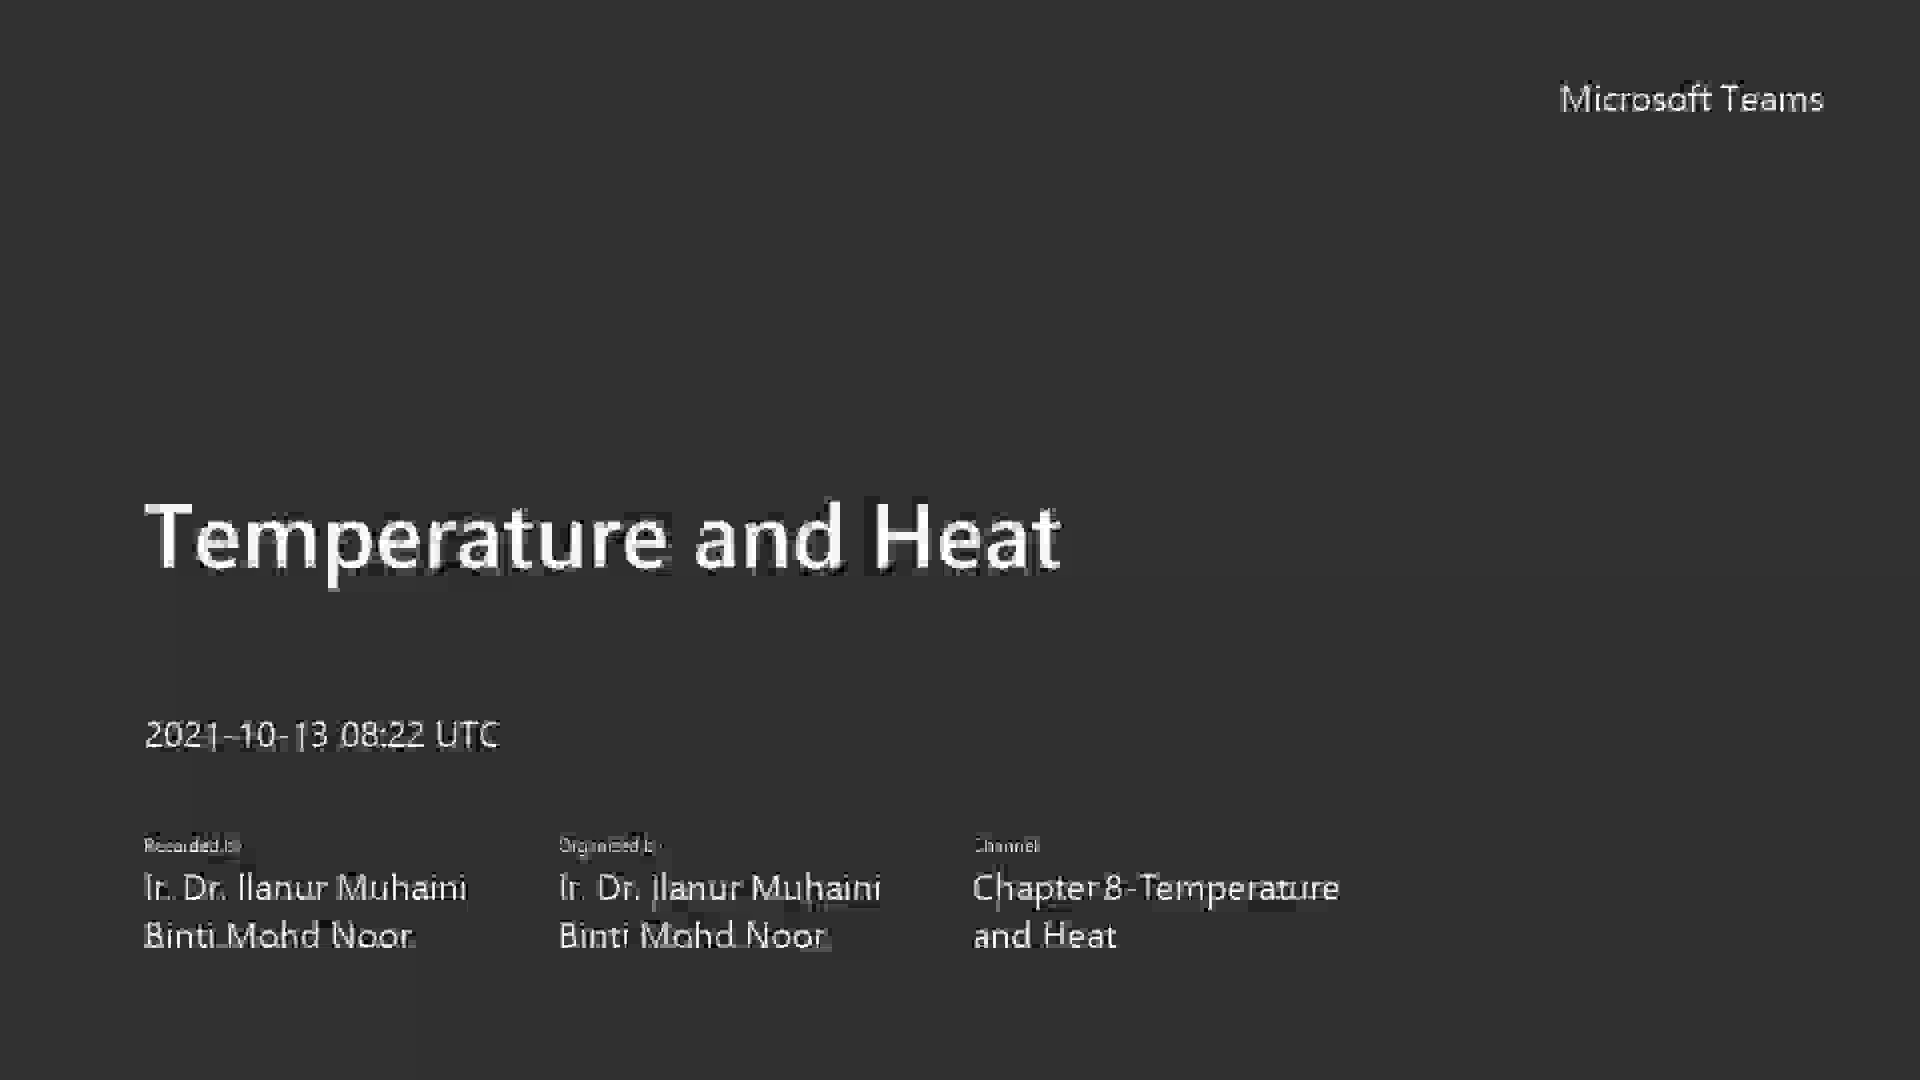 Microsoft Teams
Temperature and Heat
2021-10-13 08:22 UTC
Recorded by
Organized by
Channel
Ir. Dr. Ilanur Muhaini
Binti Mohd Noor
Ir. Dr. Ilanur Muhaini
Binti Mohd Noor
Chapter 8-Temperature
and Heat